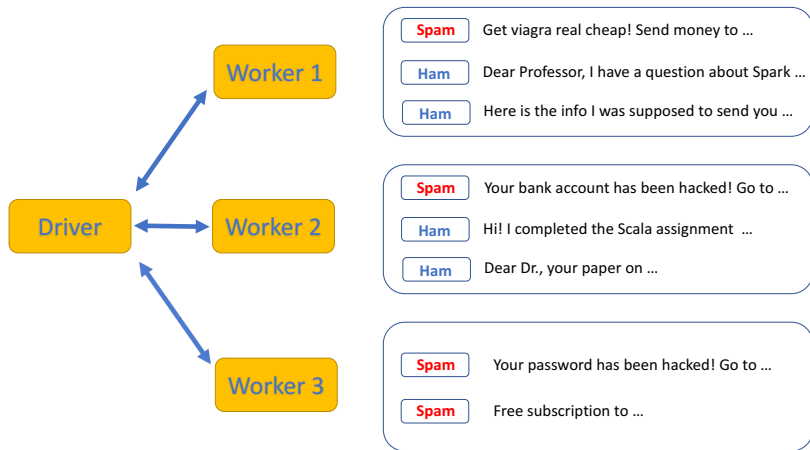 Spam Get viagra real cheap! Send money to …
Worker 1
Ham Dear Professor, I have a question about Spark …
Ham Here is the info I was supposed to send you …
Spam Your bank account has been hacked! Go to …
Driver
Worker 2
Ham Hi! I completed the Scala assignment …
Ham Dear Dr., your paper on …
Spam Your password has been hacked! Go to …
Worker 3
Spam Free subscription to …